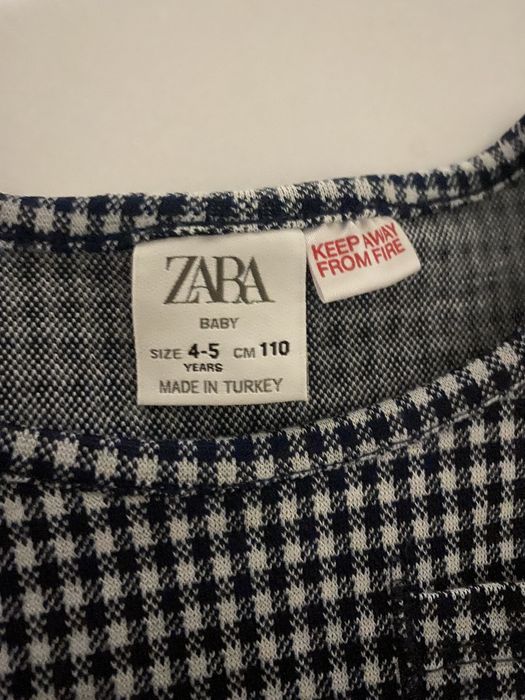 ZARA
BABY
SIZE 4-5 CM 110
YEARS
MADE IN TURKEY
KEEP AWAY
FROM FIRE